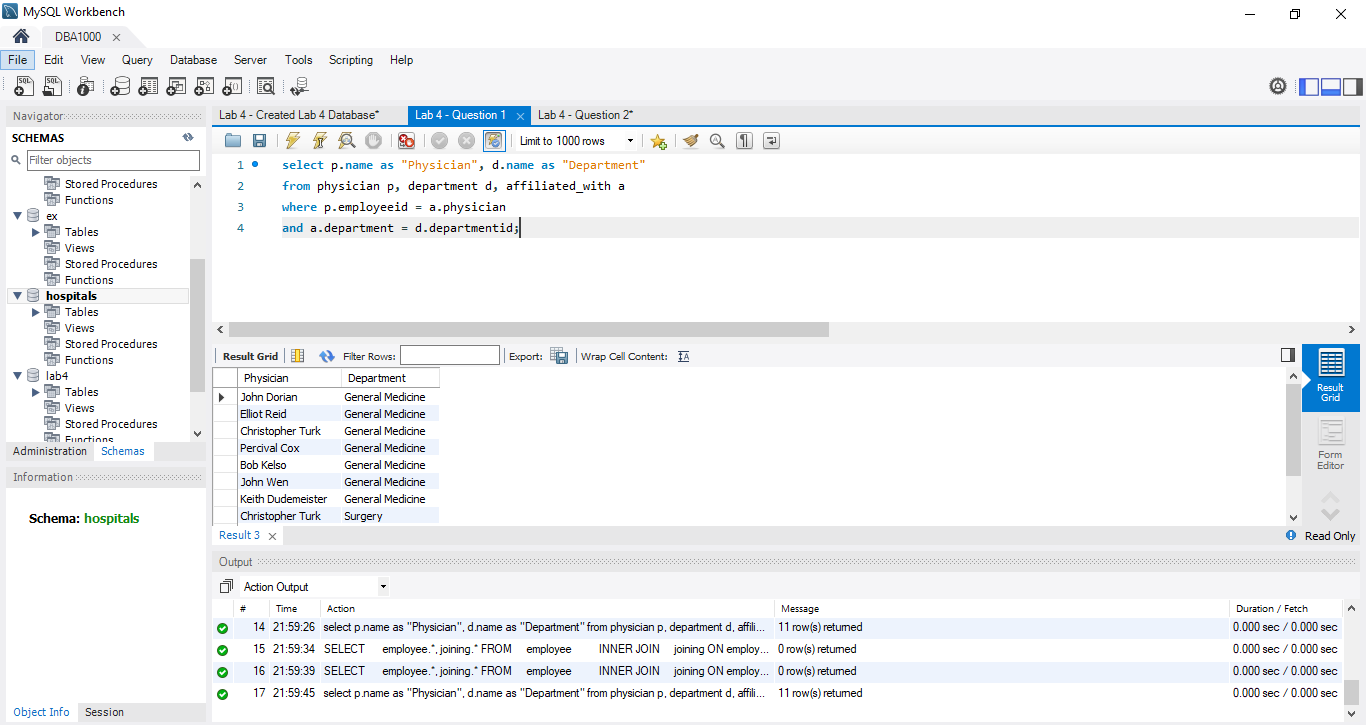 MySQL Workbench
DBA1000
File Edit View Query Database Server Tools Scripting Help
Navigator
SCHEMAS
Filter objects
Stored Procedures
Functions
ex
Tables
Views
Stored Procedures
Functions
hospitals
Tables
Views
Stored Procedures
Functions
lab4
Tables
Views
Stored Procedures
Functions
Administration Schemas
Information
Schema: hospitals
Object Info Session
Lab 4 - Created Lab 4 Database* Lab 4 - Question 1 Lab 4 - Question 2*
Limit to 1000 rows
1 select p.name as "Physician", d.name as "Department"
2 from physician p, department d, affiliated_with a
3 where p.employeeid = a.physician
4 and a.department = d.departmentid;
Result Grid Filter Rows: Export: Wrap Cell Content:
Physician Department
John Dorian General Medicine
Elliot Reid General Medicine
Christopher Turk General Medicine
Percival Cox General Medicine
Bob Kelso General Medicine
John Wen General Medicine
Keith Dudemeister General Medicine
Christopher Turk Surgery
Result
Grid
Form
Editor
Result 3 Read Only
Output
Action Output
# Time Action Message Duration / Fetch
14 21:59:26 select p.name as "Physician", d.name as "Department" from physician p, department d, affili... 11 row(s) returned 0.000 sec / 0.000 sec
15 21:59:34 SELECT employee.*, joining.* FROM employee INNER JOIN joining ON employ... 0 row(s) returned 0.000 sec / 0.000 sec
16 21:59:39 SELECT employee.*, joining.* FROM employee INNER JOIN joining ON employ... 0 row(s) returned 0.000 sec / 0.000 sec
17 21:59:45 select p.name as "Physician", d.name as "Department" from physician p, department d, affili... 11 row(s) returned 0.000 sec / 0.000 sec